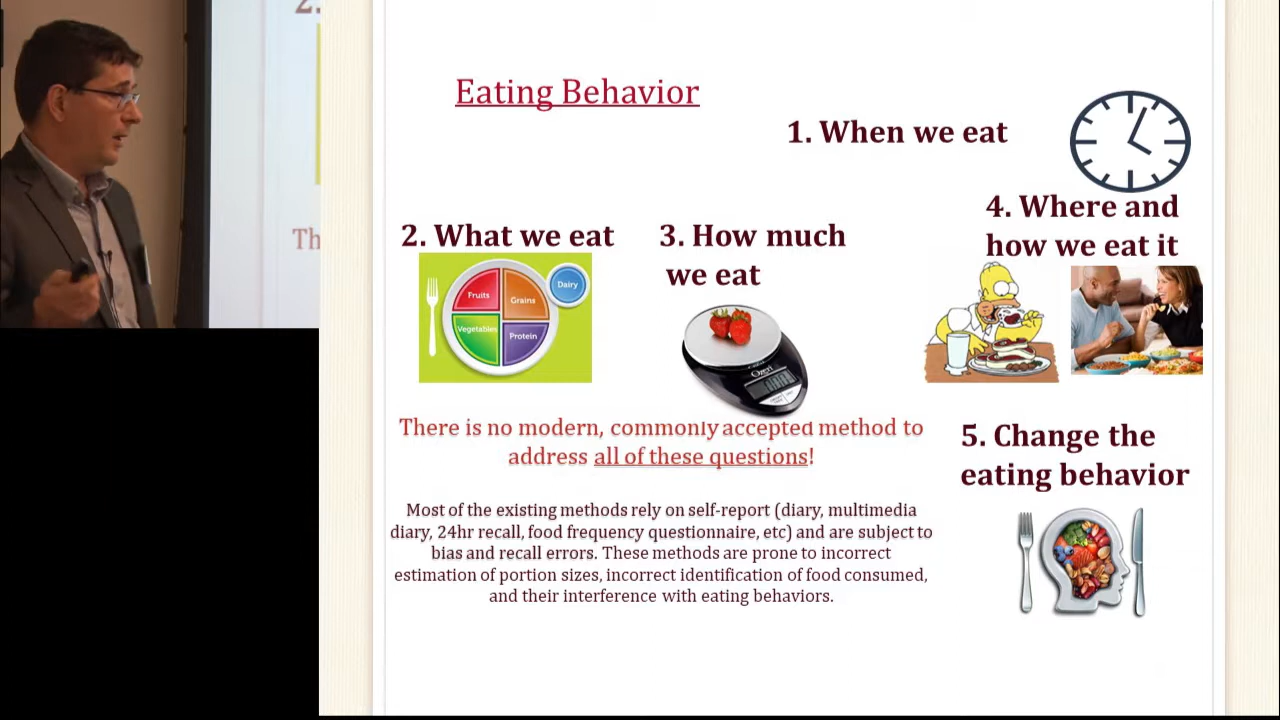 2.
Th
Eating Behavior
1. When we eat
2. What we eat
Fruits
Grains
Dairy
Vegetables
Protein
3. How much
we eat
Ozeri
4. Where and
how we eat it
There is no modern, commonly accepted method to
address all of these questions!
Most of the existing methods rely on self-report (diary, multimedia
diary, 24hr recall, food frequency questionnaire, etc) and are subject to
bias and recall errors. These methods are prone to incorrect
estimation of portion sizes, incorrect identification of food consumed,
and their interference with eating behaviors.
5. Change the
eating behavior